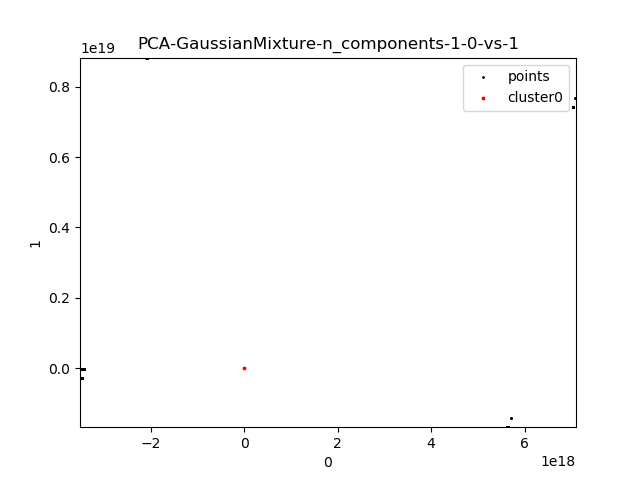 PCA-GaussianMixture-n_components-1-0-vs-1
1e19
points
cluster0
0.8
0.6
0.4
0.2
0.0
1
−2
0
2
4
6
0
1e18